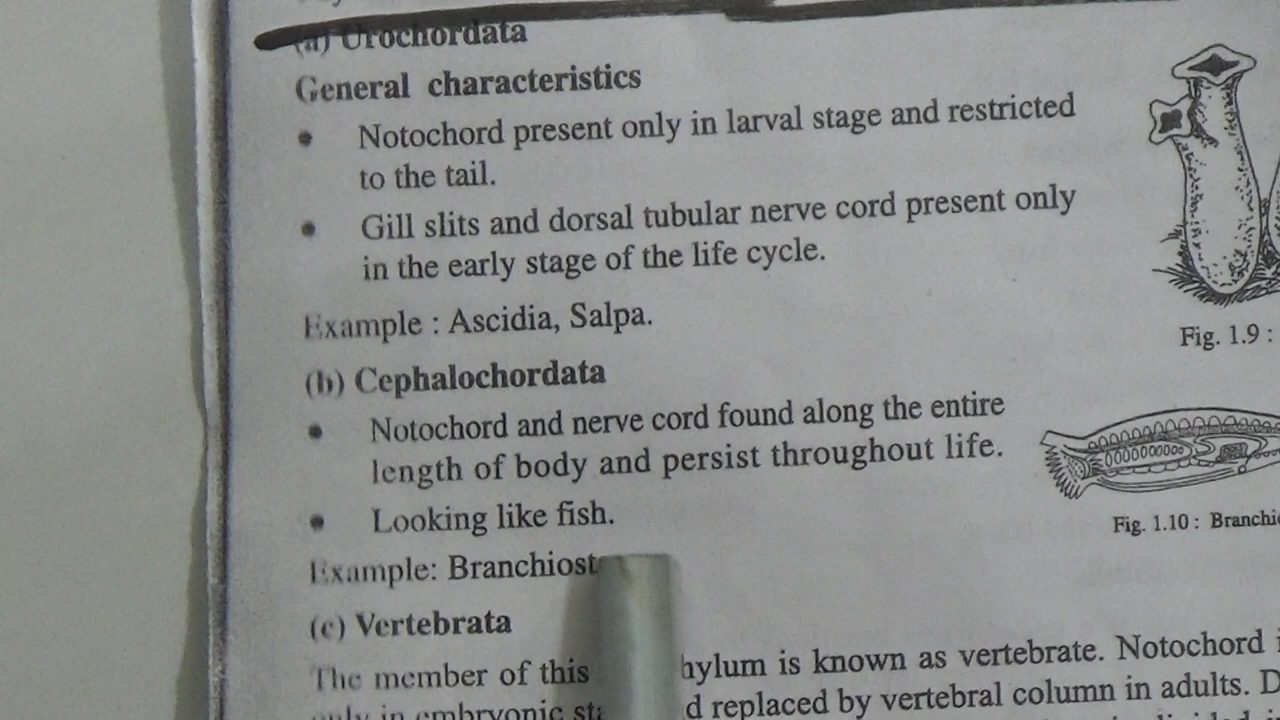 (a) Urochordata
General characteristics
• Notochord present only in larval stage and restricted
to the tail.
• Gill slits and dorsal tubular nerve cord present only
in the early stage of the life cycle.
Example : Ascidia, Salpa.
Fig. 1.9 :
(b) Cephalochordata
• Notochord and nerve cord found along the entire
length of body and persist throughout life.
• Looking like fish.
Fig. 1.10 : Branchi
Example: Branchiost
(c) Vertebrata
The member of this hylum is known as vertebrate. Notochord
only in embryonic d replaced by vertebral column in adults. D